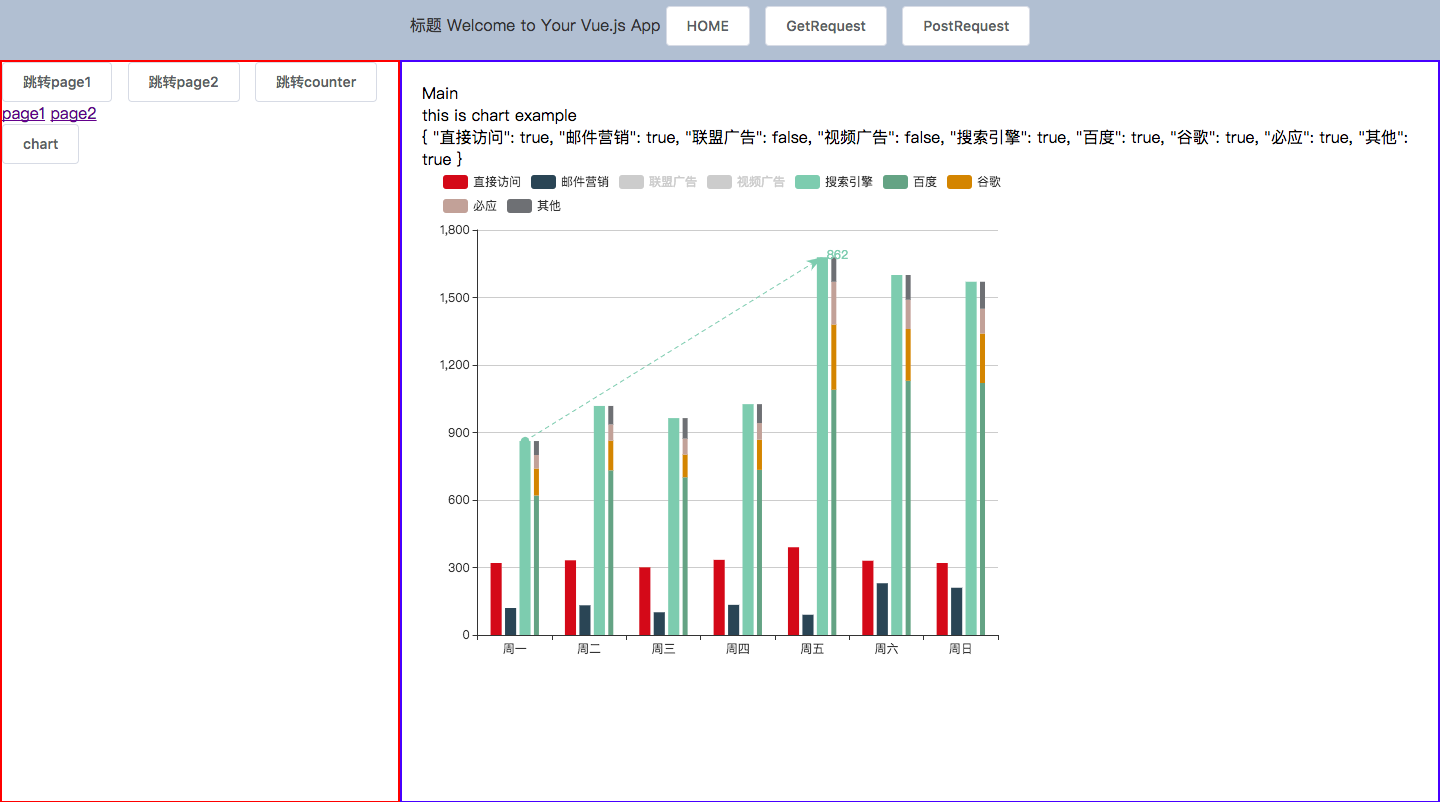 标题 Welcome to Your Vue.js App HOME GetRequest PostRequest
跳转page1 跳转page2 跳转counter
page1 page2
chart
Main
this is chart example
{ "直接访问": true, "邮件营销": true, "联盟广告": false, "视频广告": false, "搜索引擎": true, "百度": true, "谷歌": true, "必应": true, "其他":
true }
直接访问 邮件营销 联盟广告 视频广告 搜索引擎 百度 谷歌
必应 其他
1,800
862
1,500
1,200
900
600
300
0
周一 周二 周三 周四 周五 周六 周日